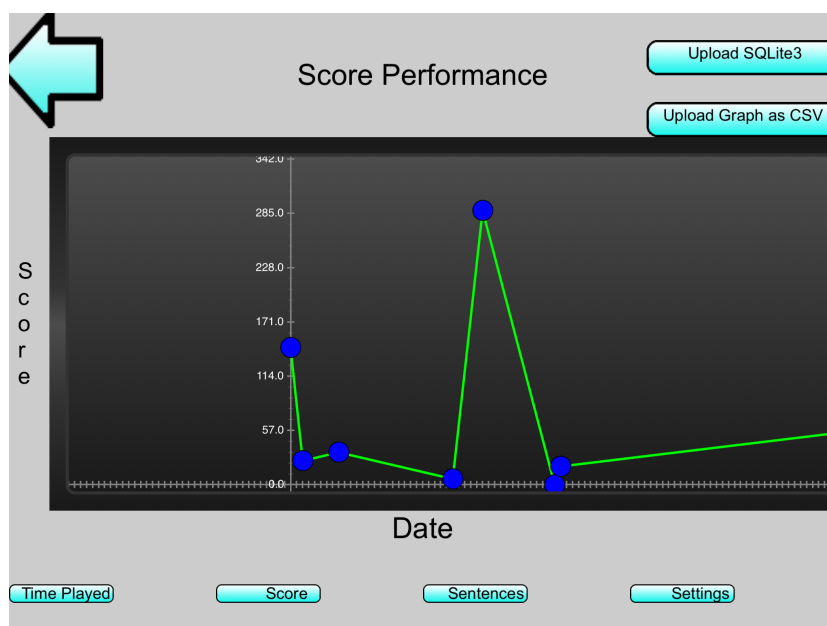 Upload SQLite3
Score Performance
Upload Graph as CSV
342.0
285.0
228.0
171.0
114.0
57.0
0.0
Score
Date
Time Played
Score
Sentences
Settings